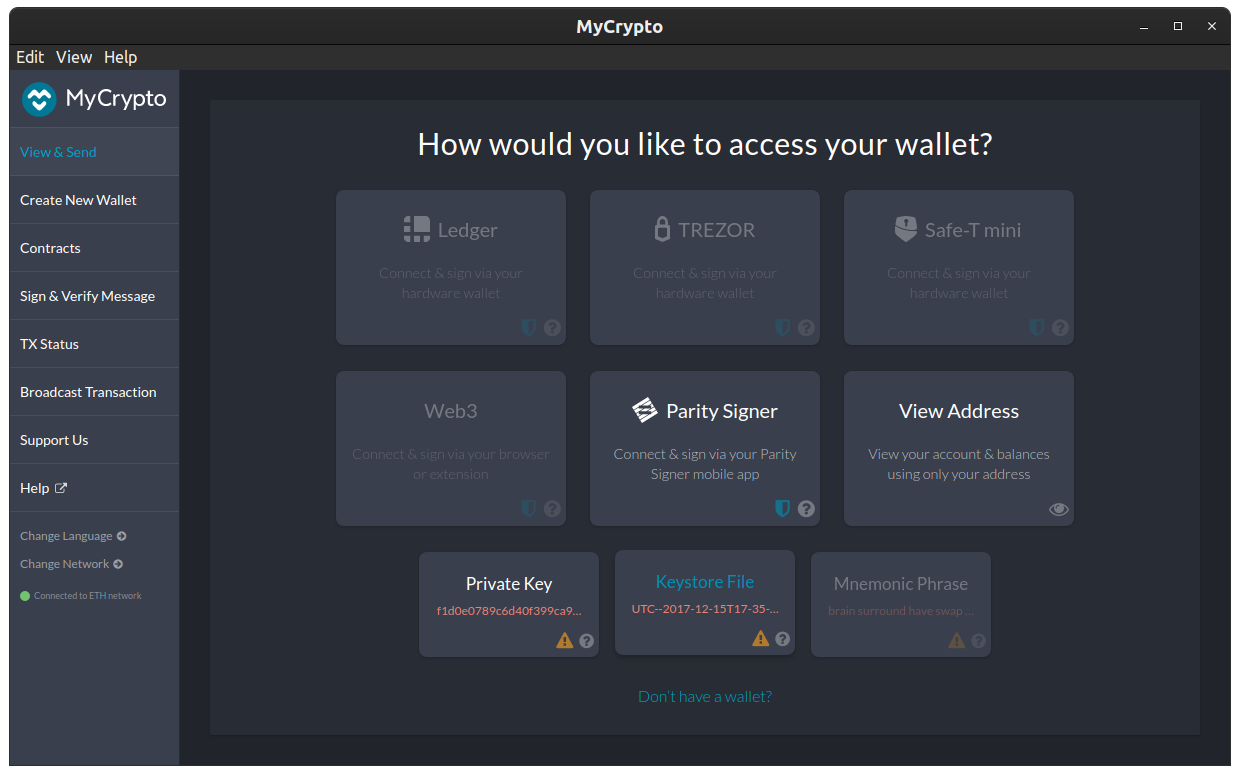 MyCrypto
Edit View Help
MyCrypto
View & Send
Create New Wallet
Contracts
Sign & Verify Message
TX Status
Broadcast Transaction
Support Us
Help
Change Language
Change Network
Connected to ETH network
How would you like to access your wallet?
Ledger
Connect & sign via your
hardware wallet
TREZOR
Connect & sign via your
hardware wallet
Safe-T mini
Connect & sign via your
hardware wallet
Web3
Connect & sign via your browser
or extension
Parity Signer
Connect & sign via your Parity
Signer mobile app
View Address
View your account & balances
using only your address
Private Key
f1d0e0789c6d40f399ca9...
Keystore File
UTC--2017-12-15T17-35-...
Mnemonic Phrase
brain surround have swap ...
Don't have a wallet?